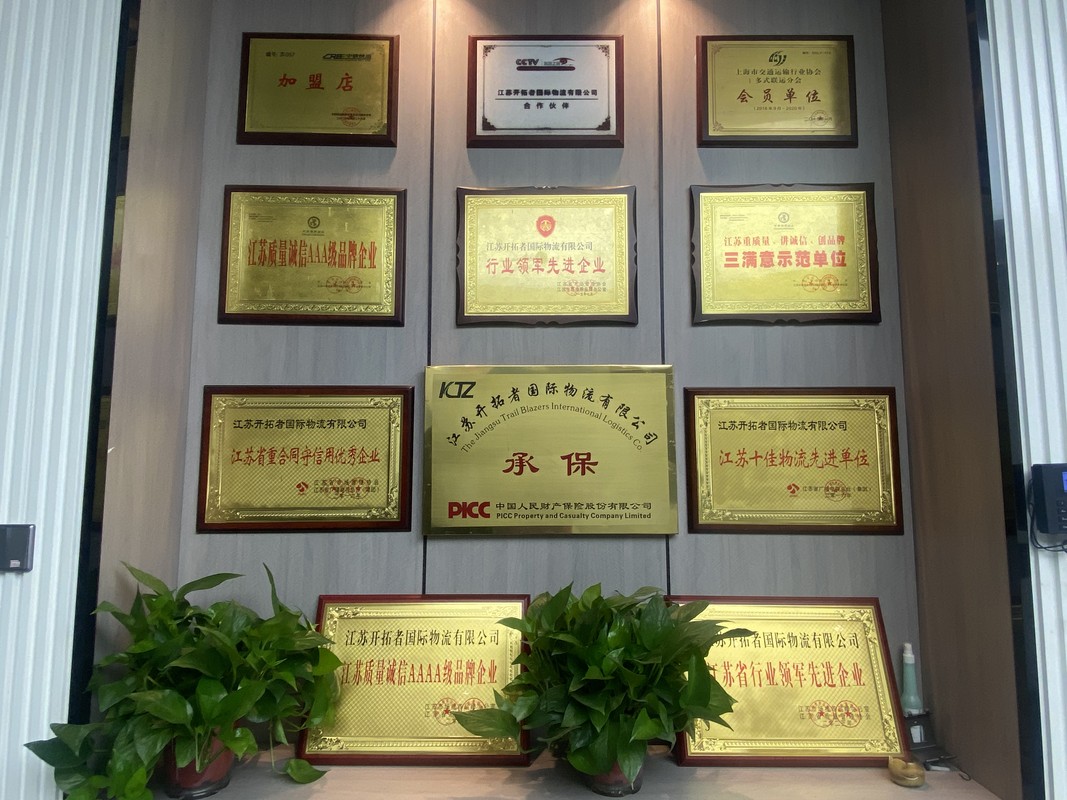 加盟店
CCTV
江苏开拓者国际物流有限公司
合作伙伴
上海市交通运输行业协会
多式联运分会
会员单位
江苏质量诚信AAA级品牌企业
江苏开拓者国际物流有限公司
行业领军先进企业
江苏重质量、讲诚信、创品牌
三满意示范单位
江苏开拓者国际物流有限公司
江苏省重合同守信用优秀企业
KTZ
江苏开拓者国际物流有限公司
The Jiangsu Trail Blazers International Logistics Co.
承保
PICC 中国人民财产保险股份有限公司
PICC Property and Casualty Company Limited
江苏开拓者国际物流有限公司
江苏十佳物流先进单位
江苏开拓者国际物流有限公司
江苏质量诚信AAAA级品牌企业
开拓者国际物流有限公司
江苏省行业领军先进企业